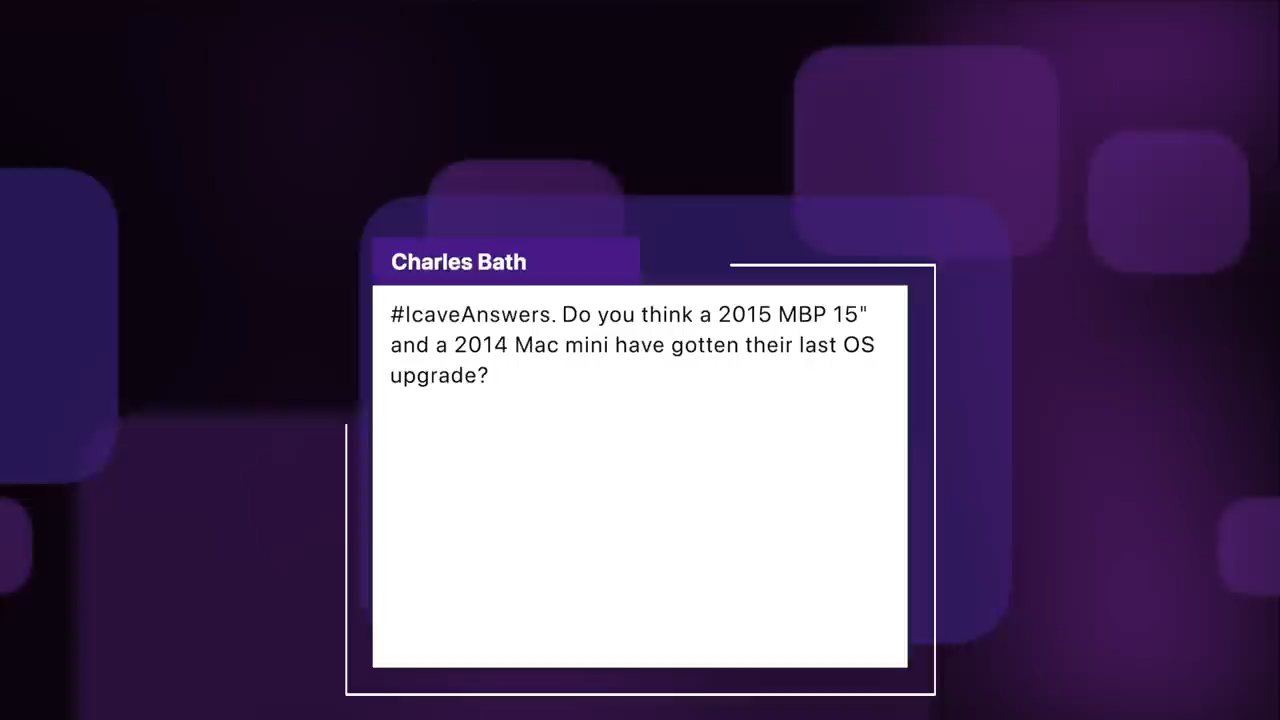 Charles Bath
#IcaveAnswers. Do you think a 2015 MBP 15"
and a 2014 Mac mini have gotten their last OS
upgrade?